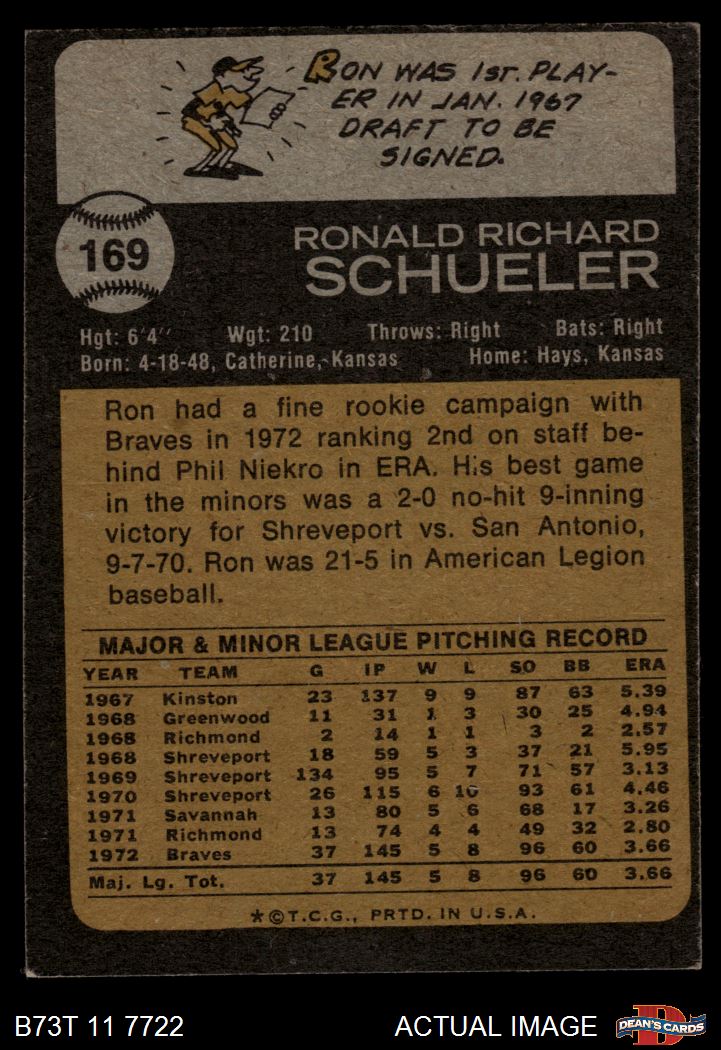 RON WAS 1ST. PLAY-
ER IN JAN. 1967
DRAFT TO BE
SIGNED.
169
RONALD RICHARD
SCHUELER
Hgt: 6'4" Wgt: 210 Throws: Right Bats: Right
Born: 4-18-48, Catherine, Kansas Home: Hays, Kansas
Ron had a fine rookie campaign with
Braves in 1972 ranking 2nd on staff be-
hind Phil Niekro in ERA. His best game
in the minors was a 2-0 no-hit 9-inning
victory for Shreveport vs. San Antonio,
9-7-70. Ron was 21-5 in American Legion
baseball.
MAJOR & MINOR LEAGUE PITCHING RECORD
YEAR TEAM G IP W L SO BB ERA
1967 Kinston 23 137 9 9 87 63 5.39
1968 Greenwood 11 31 1 3 30 25 4.94
1968 Richmond 2 14 1 1 3 2 2.57
1968 Shreveport 18 59 5 3 37 21 5.95
1969 Shreveport 134 95 5 7 71 57 3.13
1970 Shreveport 26 115 6 10 93 61 4.46
1971 Savannah 13 80 5 6 68 17 3.26
1971 Richmond 13 74 4 4 49 32 2.80
1972 Braves 37 145 5 8 96 60 3.66
Maj. Lg. Tot. 37 145 5 8 96 60 3.66
*©T.C.G., PRTD. IN U.S.A.
B73T 11 7722 ACTUAL IMAGE
D
DEAN'S CARDS